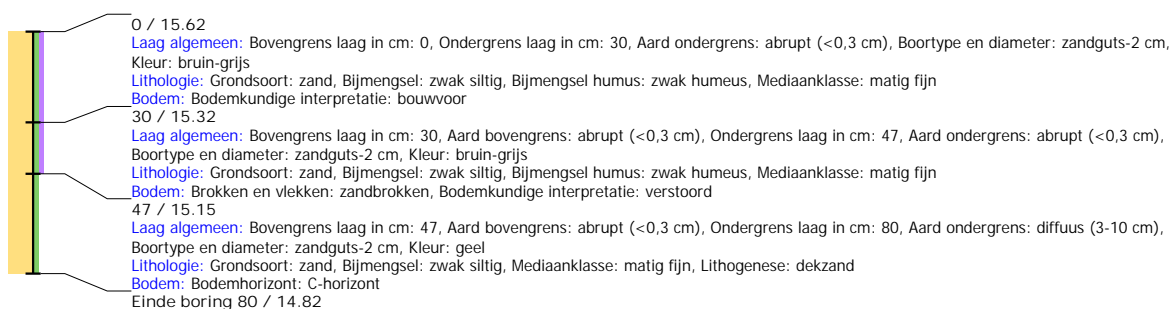 0 / 15.62
Laag algemeen: Bovengrens laag in cm: 0, Ondergrens laag in cm: 30, Aard ondergrens: abrupt (<0,3 cm), Boortype en diameter: zandguts-2 cm,
Kleur: bruin-grijs
Lithologie: Grondsoort: zand, Bijmengsel: zwak siltig, Bijmengsel humus: zwak humeus, Mediaanklasse: matig fijn
Bodem: Bodemkundige interpretatie: bouwvoor
30 / 15.32
Laag algemeen: Bovengrens laag in cm: 30, Aard bovengrens: abrupt (<0,3 cm), Ondergrens laag in cm: 47, Aard ondergrens: abrupt (<0,3 cm),
Boortype en diameter: zandguts-2 cm, Kleur: bruin-grijs
Lithologie: Grondsoort: zand, Bijmengsel: zwak siltig, Bijmengsel humus: zwak humeus, Mediaanklasse: matig fijn
Bodem: Brokken en vlekken: zandbrokken, Bodemkundige interpretatie: verstoord
47 / 15.15
Laag algemeen: Bovengrens laag in cm: 47, Aard bovengrens: abrupt (<0,3 cm), Ondergrens laag in cm: 80, Aard ondergrens: diffuus (3-10 cm),
Boortype en diameter: zandguts-2 cm, Kleur: geel
Lithologie: Grondsoort: zand, Bijmengsel: zwak siltig, Mediaanklasse: matig fijn, Lithogenese: dekzand
Bodem: Bodemhorizont: C-horizont
Einde boring 80 / 14.82